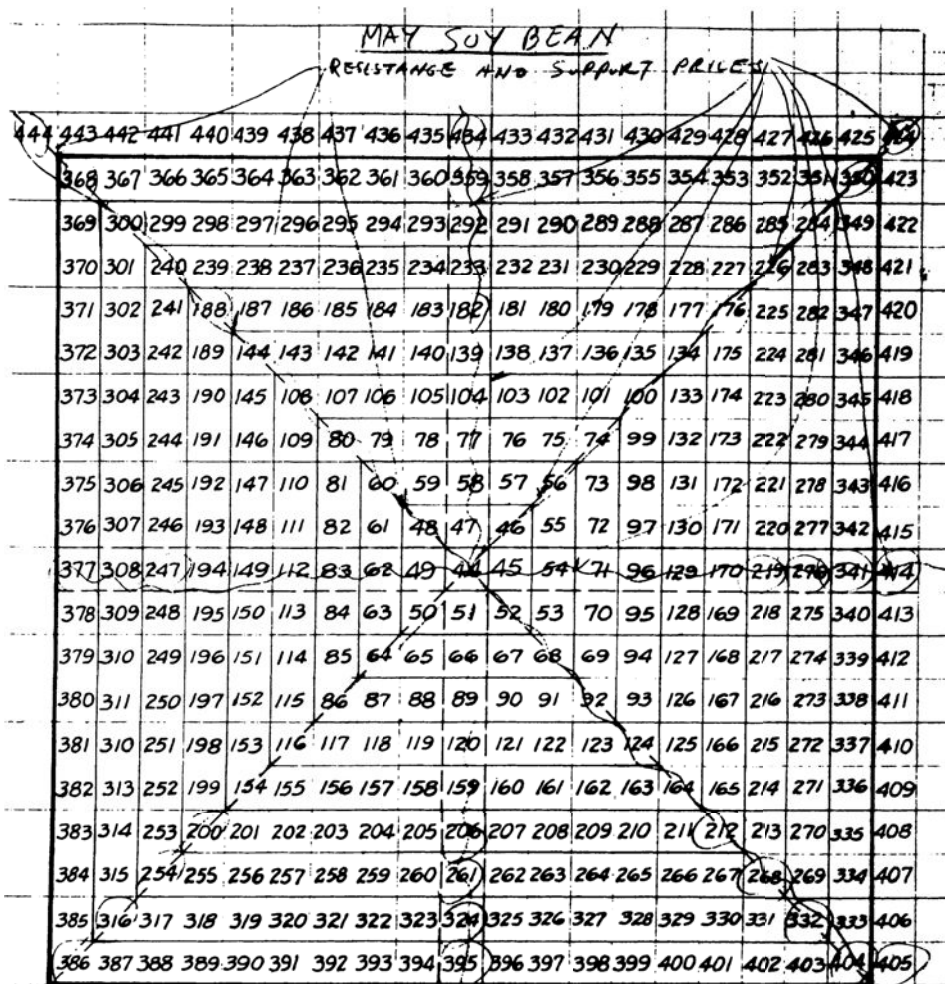 MAY SOY BEAN
RESISTANCE AND SUPPORT PRICES
444 443 442 441 440 439 438 437 436 435 434 433 432 431 430 429 428 427 426 425
368 367 366 365 364 363 362 361 360 359 358 357 356 355 354 353 352 351 350 423
369 300 299 298 297 296 295 294 293 292 291 290 289 288 287 286 285 284 349 422
370 301 240 239 238 237 236 235 234 233 232 231 230 229 228 227 226 283 348 421
371 302 241 188 187 186 185 184 183 182 181 180 179 178 177 176 225 282 347 420
372 303 242 189 144 143 142 141 140 139 138 137 136 135 134 175 224 281 346 419
373 304 243 190 145 108 107 106 105 104 103 102 101 100 133 174 223 280 345 418
374 305 244 191 146 109 80 79 78 77 76 75 74 99 132 173 222 279 344 417
375 306 245 192 147 110 81 60 59 58 57 56 73 98 131 172 221 278 343 416
376 307 246 193 148 111 82 61 48 47 46 55 72 97 130 171 220 277 342 415
377 308 247 194 149 112 83 62 49 44 45 54 71 96 129 170 219 276 341 414
378 309 248 195 150 113 84 63 50 51 52 53 70 95 128 169 218 275 340 413
379 310 249 196 151 114 85 64 65 66 67 68 69 94 127 168 217 274 339 412
380 311 250 197 152 115 86 87 88 89 90 91 92 93 126 167 216 273 338 411
381 310 251 198 153 116 117 118 119 120 121 122 123 124 125 166 215 272 337 410
382 313 252 199 154 155 156 157 158 159 160 161 162 163 164 165 214 271 336 409
383 314 253 200 201 202 203 204 205 206 207 208 209 210 211 212 213 270 335 408
384 315 254 255 256 257 258 259 260 261 262 263 264 265 266 267 268 269 334 407
385 316 317 318 319 320 321 322 323 324 325 326 327 328 329 330 331 332 333 406
386 387 388 389 390 391 392 393 394 395 396 397 398 399 400 401 402 403 404 405